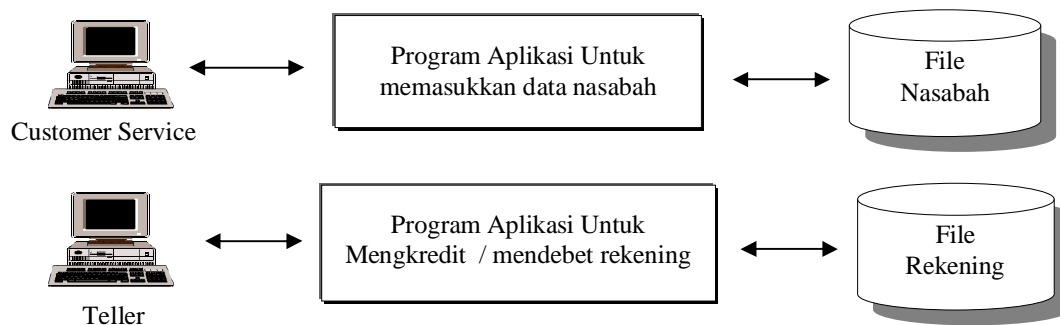 Program Aplikasi Untuk
memasukkan data nasabah
File
Nasabah
Customer Service
Program Aplikasi Untuk
Mengkredit / mendebet rekening
File
Rekening
Teller